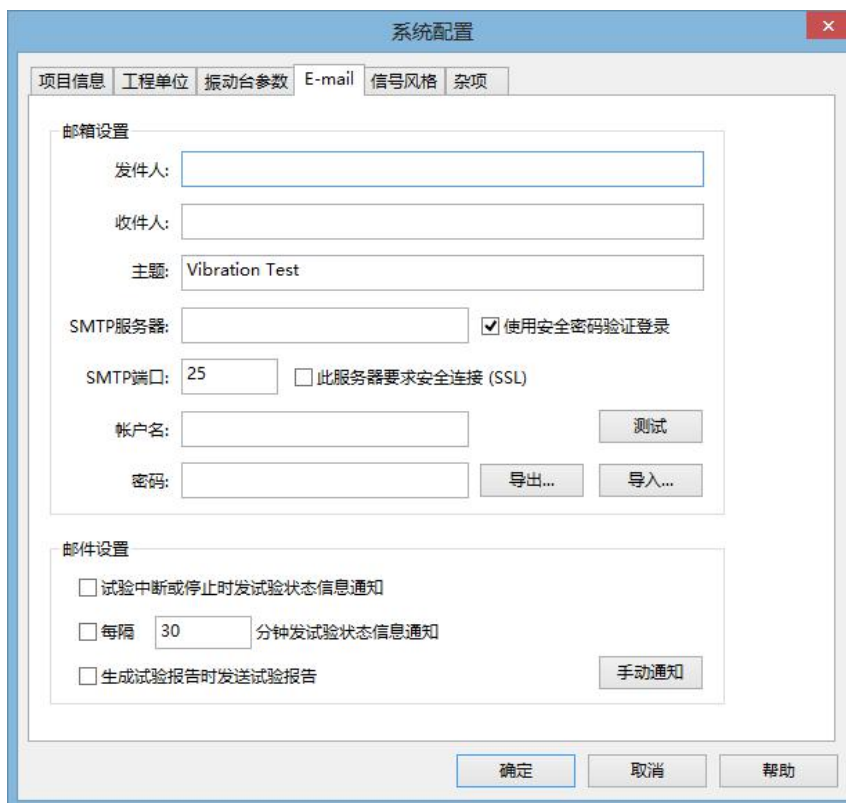 系统配置
项目信息 工程单位 振动台参数 E-mail 信号风格 杂项
邮箱设置
发件人:
收件人:
主题: Vibration Test
SMTP服务器: 使用安全密码验证登录
SMTP端口: 25 此服务器要求安全连接 (SSL)
帐户名: 测试
密码: 导出... 导入...
邮件设置
试验中断或停止时发试验状态信息通知
每隔 30 分钟发试验状态信息通知
生成试验报告时发送试验报告 手动通知
确定 取消 帮助